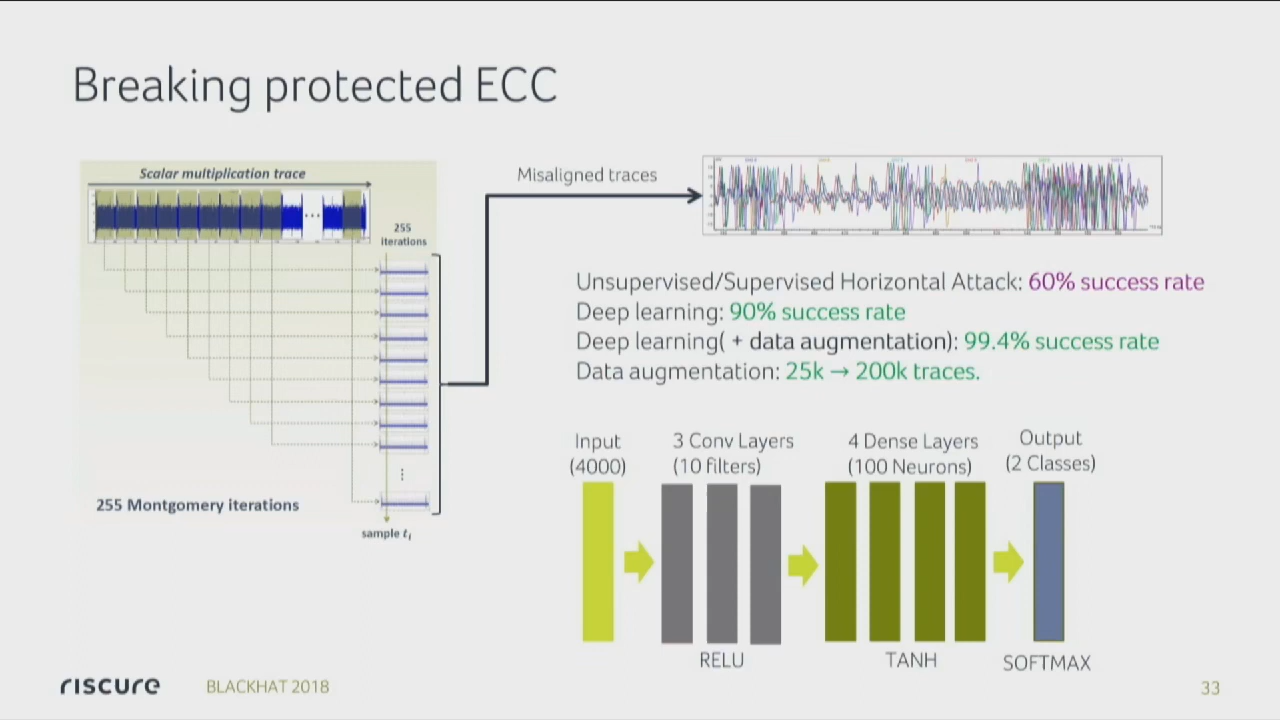 Breaking protected ECC
Scalar multiplication trace
255
iterations
Misaligned traces
Unsupervised/Supervised Horizontal Attack: 60% success rate
Deep learning: 90% success rate
Deep learning( + data augmentation): 99.4% success rate
Data augmentation: 25k → 200k traces.
255 Montgomery iterations
sample tᵢ
Input
(4000)
3 Conv Layers
(10 filters)
4 Dense Layers
(100 Neurons)
Output
(2 Classes)
RELU
TANH
SOFTMAX
riscure
BLACKHAT 2018
33